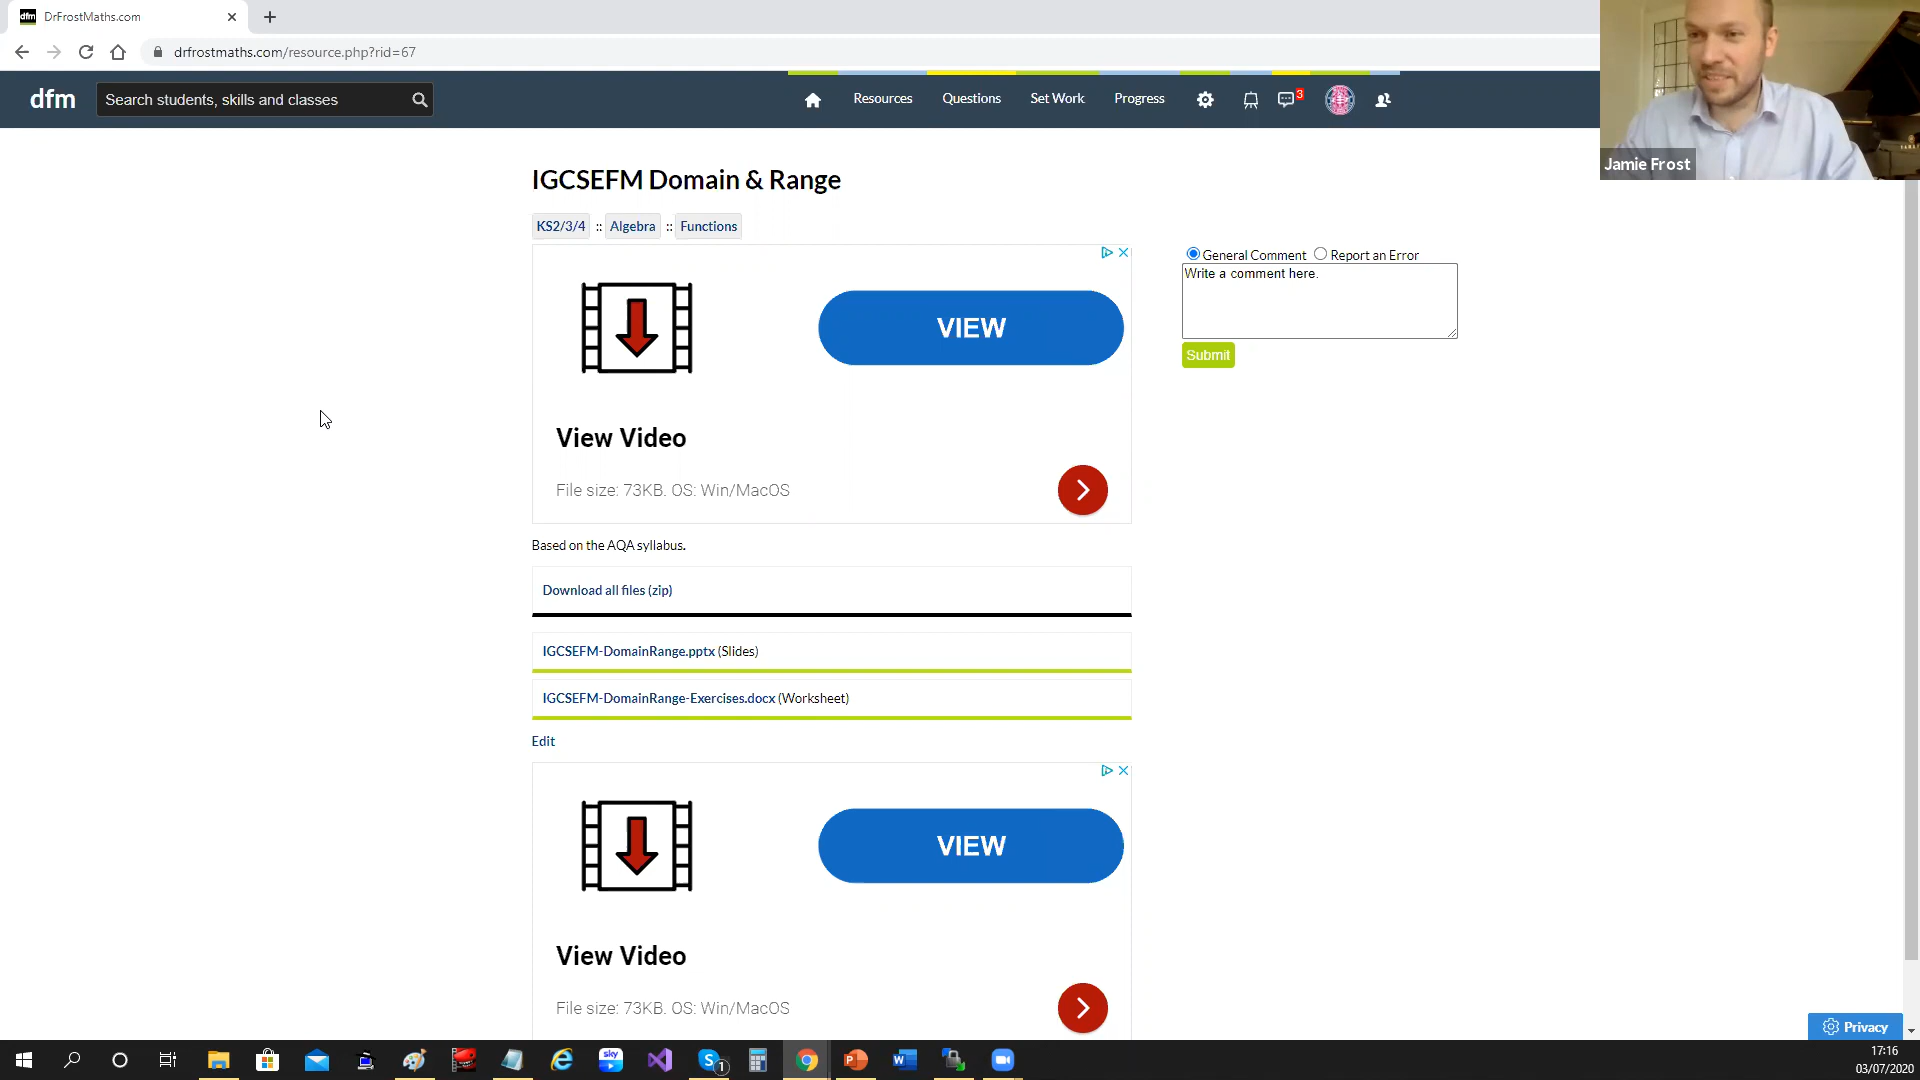 dfm DrFrostMaths.com
drfrostmaths.com/resource.php?rid=67
dfm Search students, skills and classes Resources Questions Set Work Progress 3
Jamie Frost
IGCSEFM Domain & Range
KS2/3/4 :: Algebra :: Functions
General Comment Report an Error
Write a comment here.
Submit
VIEW
View Video
File size: 73KB. OS: Win/MacOS
Based on the AQA syllabus.
Download all files (zip)
IGCSEFM-DomainRange.pptx (Slides)
IGCSEFM-DomainRange-Exercises.docx (Worksheet)
Edit
VIEW
View Video
File size: 73KB. OS: Win/MacOS
Privacy
sky
1
17:16
03/07/2020